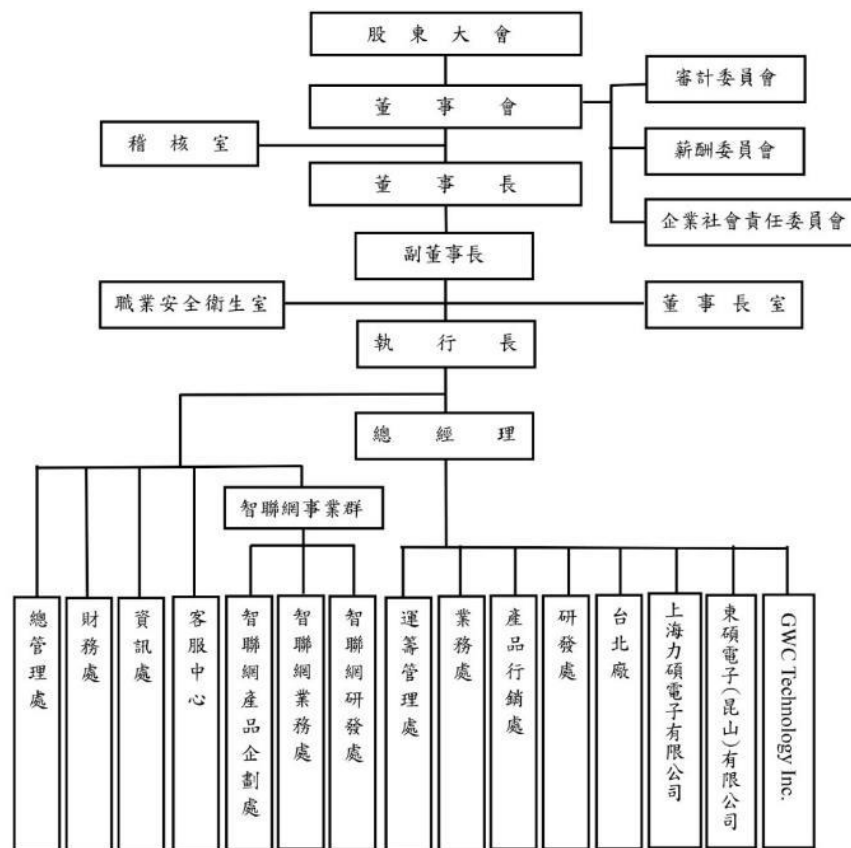 股東大會
審計委員會
董事會
稽核室
薪酬委員會
董事長
企業社會責任委員會
副董事長
職業安全衛生室
董事長室
執行長
總經理
智聯網事業群
總管理處
財務處
資訊處
客服中心
智聯網產品企劃處
智聯網業務處
智聯網研發處
運籌管理處
業務處
產品行銷處
研發處
台北廠
上海力碩電子有限公司
東碩電子(昆山)有限公司
GWC Technology Inc.